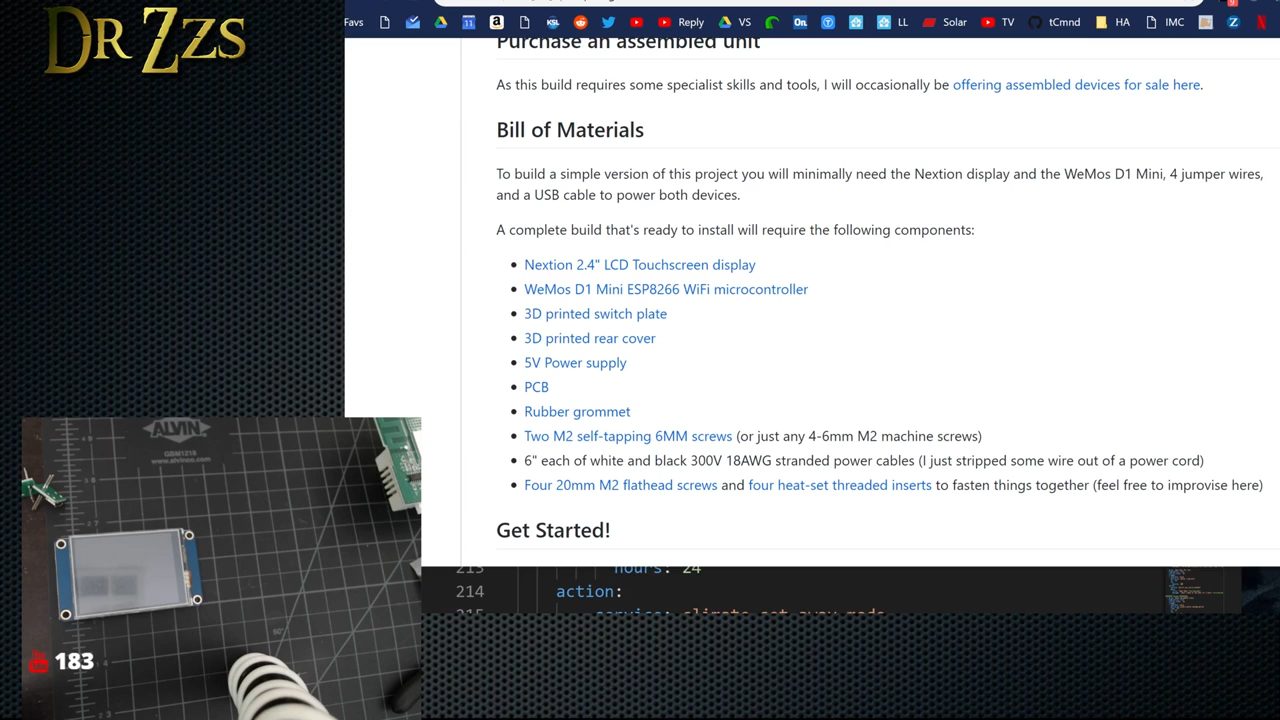 DR ZZS
Favs
Reply
VS
On
LL
Solar
TV
tCmnd
HA
IMC
Purchase an assembled unit
As this build requires some specialist skills and tools, I will occasionally be offering assembled devices for sale here.
Bill of Materials
To build a simple version of this project you will minimally need the Nextion display and the WeMos D1 Mini, 4 jumper wires,
and a USB cable to power both devices.
A complete build that's ready to install will require the following components:
Nextion 2.4" LCD Touchscreen display
WeMos D1 Mini ESP8266 WiFi microcontroller
3D printed switch plate
3D printed rear cover
5V Power supply
PCB
Rubber grommet
Two M2 self-tapping 6MM screws (or just any 4-6mm M2 machine screws)
6" each of white and black 300V 18AWG stranded power cables (I just stripped some wire out of a power cord)
Four 20mm M2 flathead screws and four heat-set threaded inserts to fasten things together (feel free to improvise here)
Get Started!
213 hours: 24
214 action:
215 service: climate.set_away_mode
ALVIN
GBM1218
183